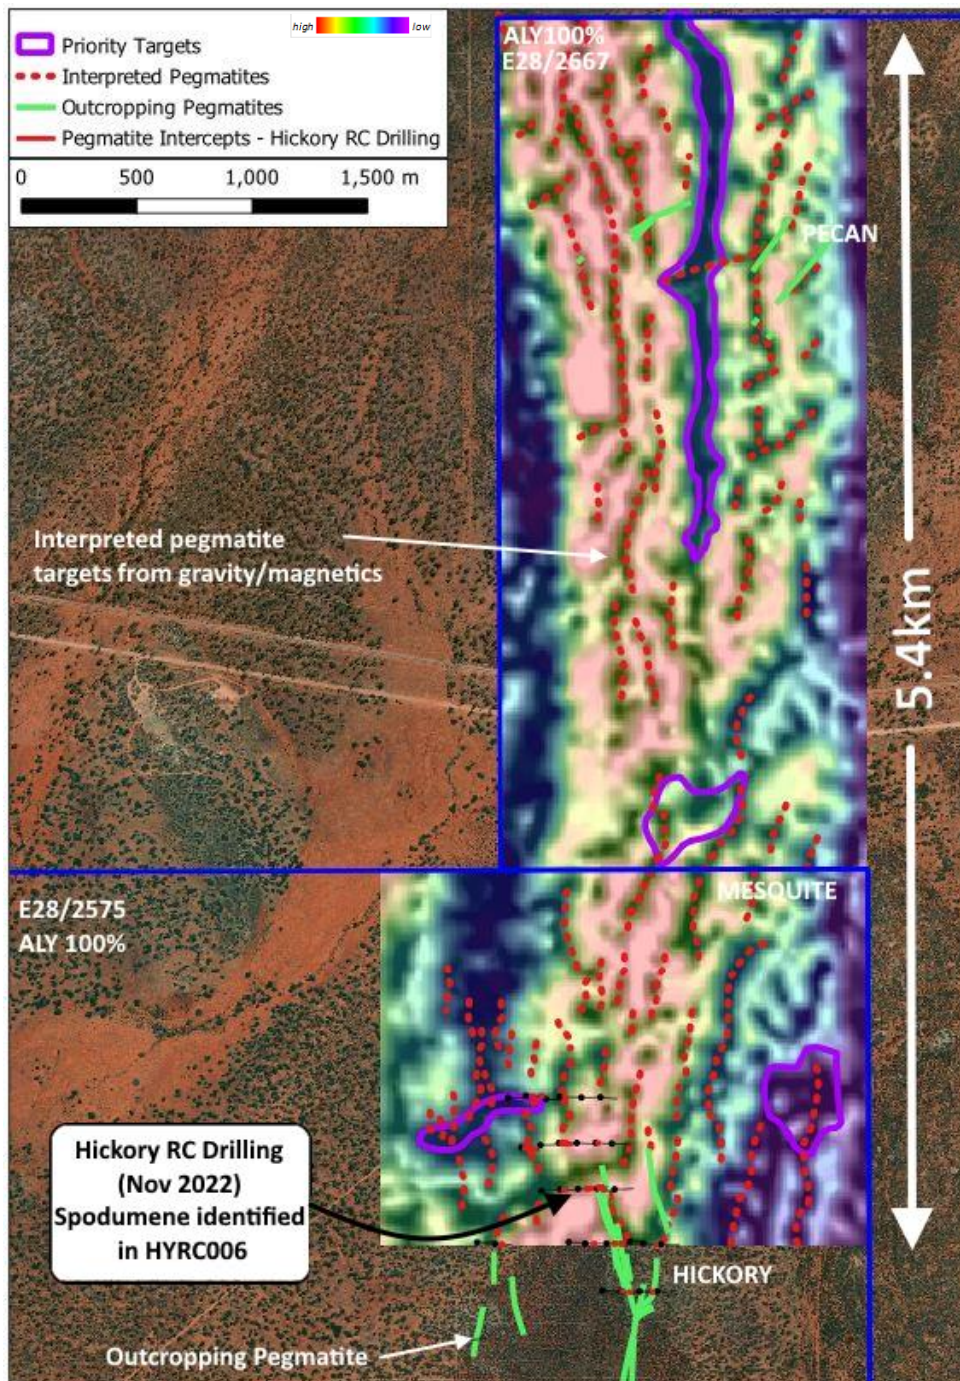 high low
Priority Targets
Interpreted Pegmatites
Outcropping Pegmatites
Pegmatite Intercepts - Hickory RC Drilling
0 500 1,000 1,500 m
ALY100%
E28/2667
PECAN
Interpreted pegmatite
targets from gravity/magnetics
5.4km
E28/2575
ALY 100%
MESQUITE
Hickory RC Drilling
(Nov 2022)
Spodumene identified
in HYRC006
HICKORY
Outcropping Pegmatite